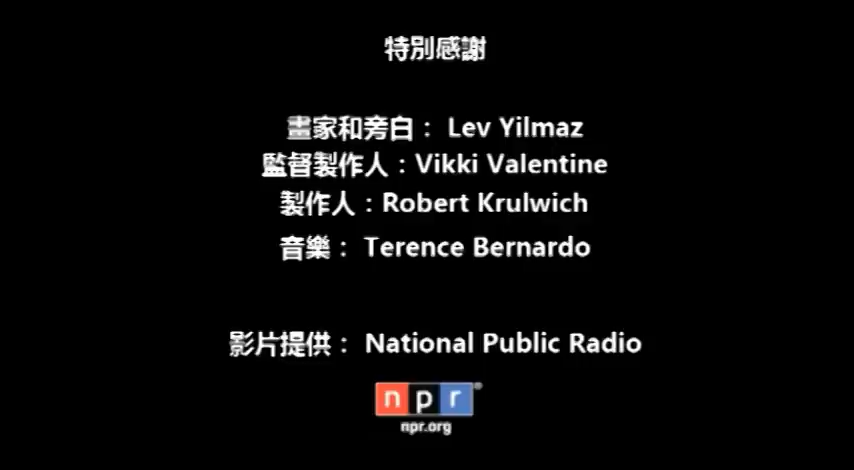 特別感謝
畫家和旁白： Lev Yilmaz
監督製作人：Vikki Valentine
製作人：Robert Krulwich
音樂： Terence Bernardo
影片提供： National Public Radio
npr®
npr.org